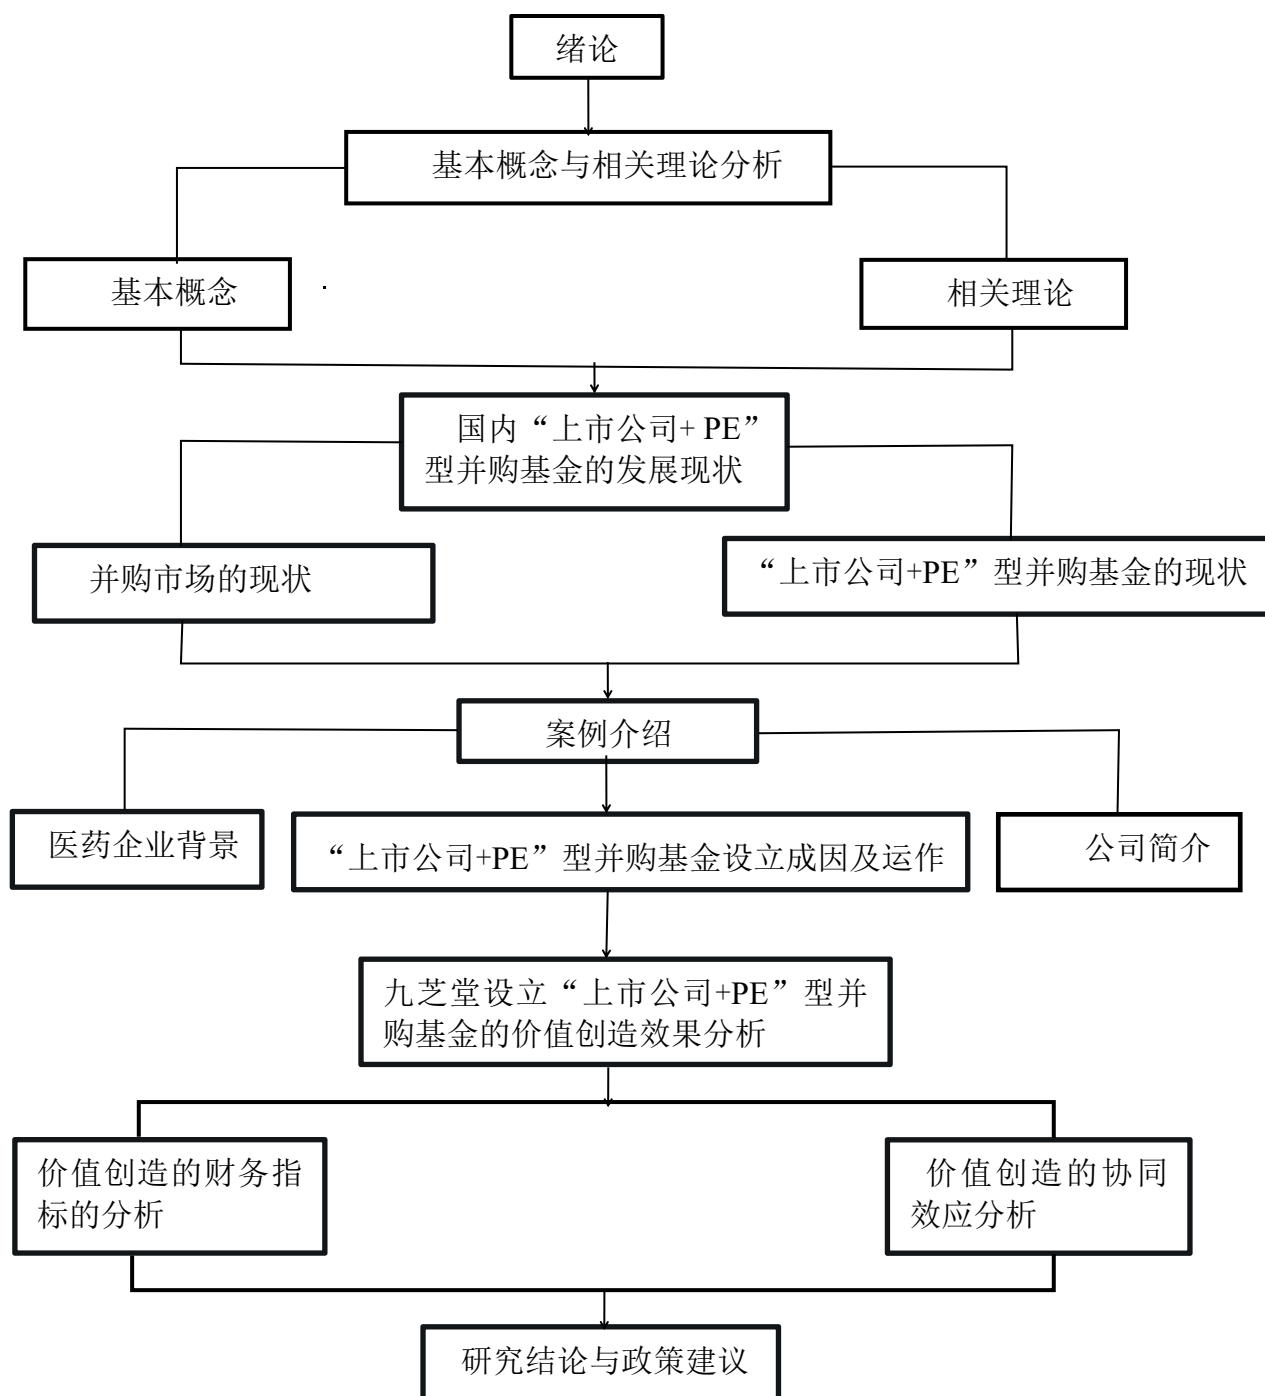 绪论
基本概念与相关理论分析
基本概念
相关理论
国内“上市公司+ PE”
型并购基金的发展现状
并购市场的现状
“上市公司+PE”型并购基金的现状
案例介绍
医药企业背景
“上市公司+PE”型并购基金设立成因及运作
公司简介
九芝堂设立“上市公司+PE”型并
购基金的价值创造效果分析
价值创造的财务指
标的分析
价值创造的协同
效应分析
研究结论与政策建议